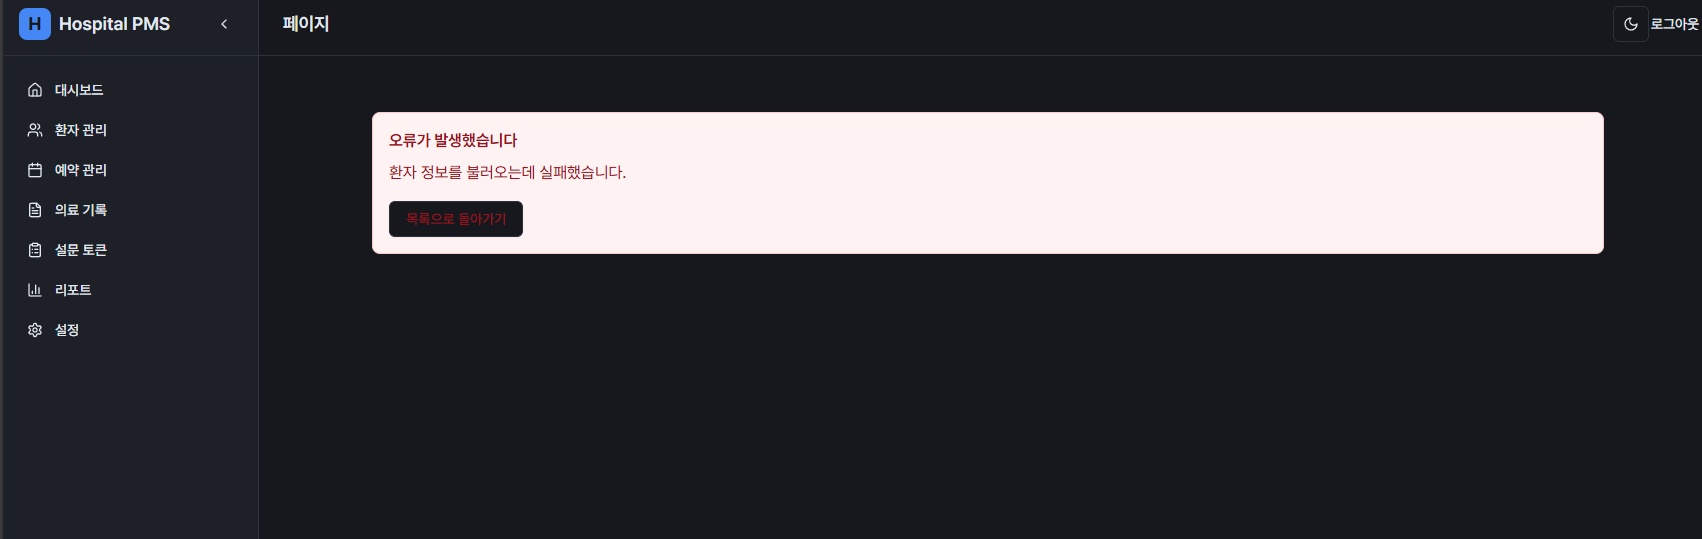 H Hospital PMS
페이지
로그아웃
대시보드
환자 관리
예약 관리
의료 기록
설문 토큰
리포트
설정
오류가 발생했습니다
환자 정보를 불러오는데 실패했습니다.
목록으로 돌아가기